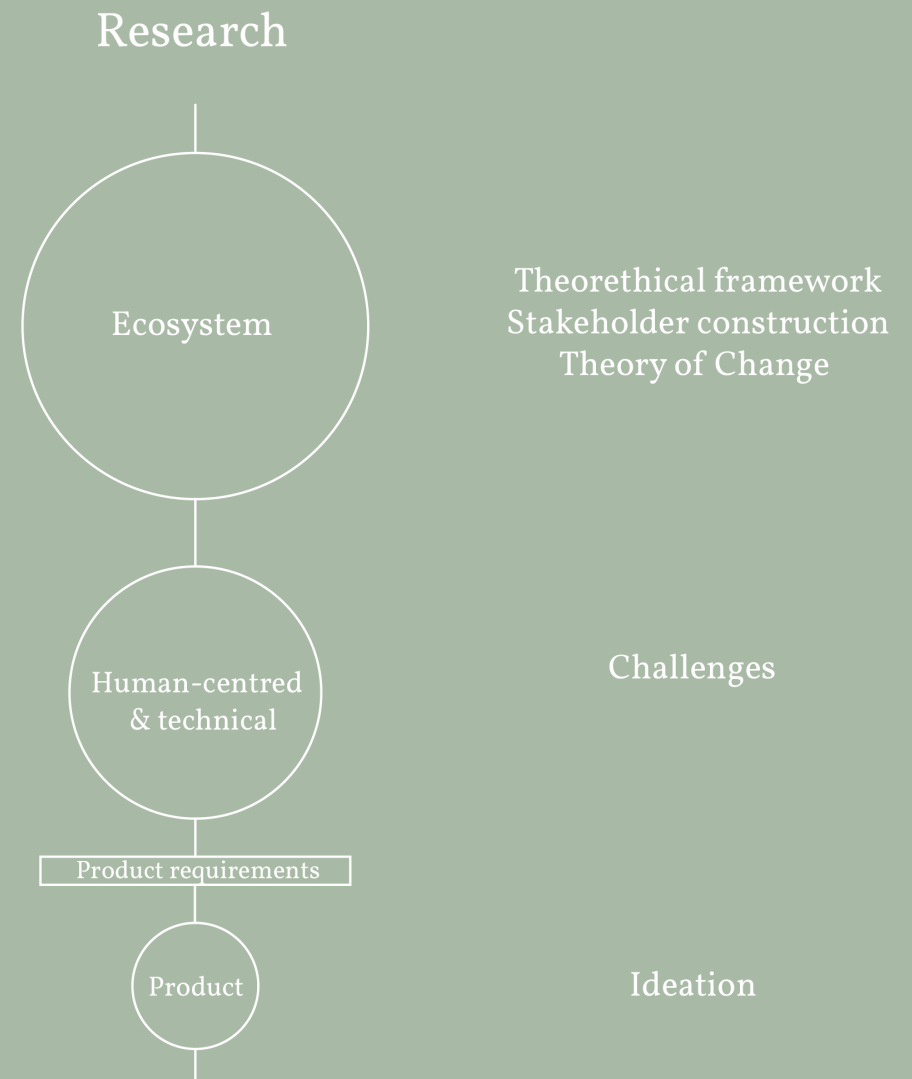 Research
Ecosystem
Theorethical framework
Stakeholder construction
Theory of Change
Human-centred
& technical
Challenges
Product requirements
Product
Ideation